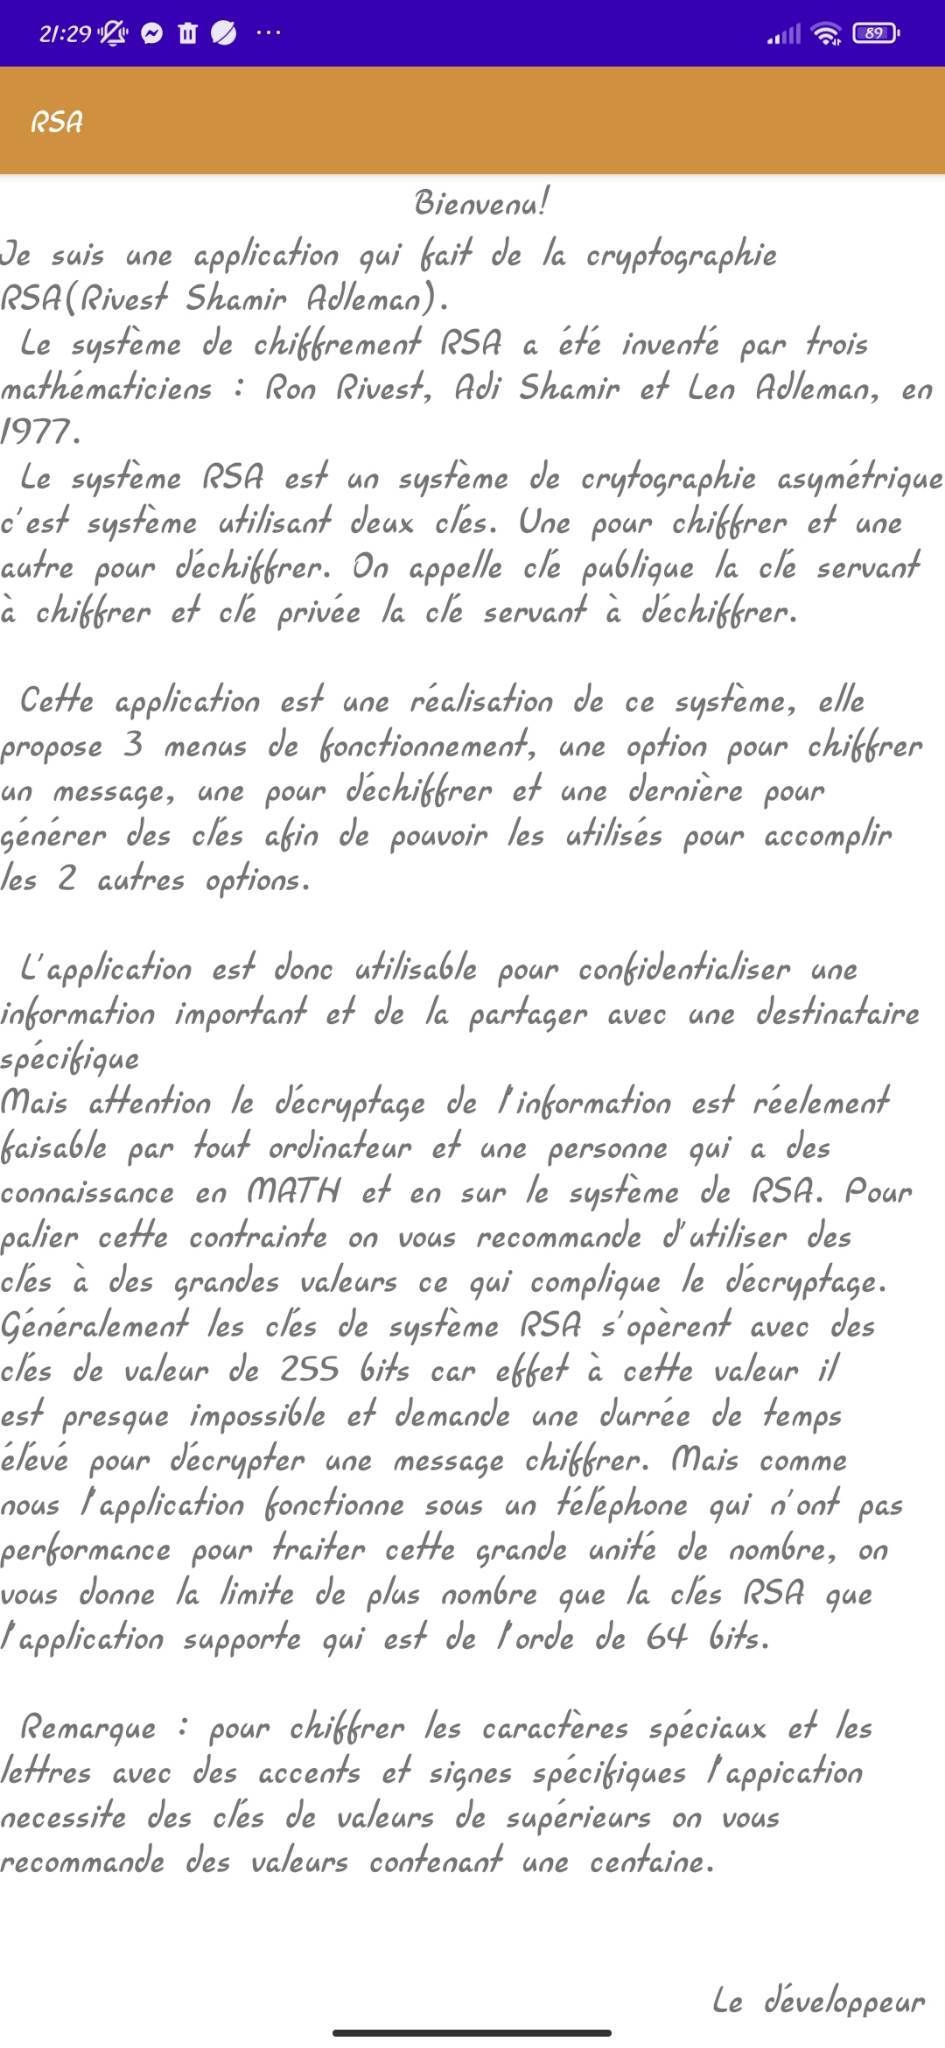 21:29
89
RSA
Bienvenu!
Je suis une application qui fait de la cryptographie
RSA(Rivest Shamir Adleman).
Le système de chiffrement RSA a été inventé par trois
mathématiciens : Ron Rivest, Adi Shamir et Len Adleman, en
1977.
Le système RSA est un système de crytographie asymétrique
c'est système utilisant deux clés. Une pour chiffrer et une
autre pour déchiffrer. On appelle clé publique la clé servant
à chiffrer et clé privée la clé servant à déchiffrer.
Cette application est une réalisation de ce système, elle
propose 3 menus de fonctionnement, une option pour chiffrer
un message, une pour déchiffrer et une dernière pour
générer des clés afin de pouvoir les utilisés pour accomplir
les 2 autres options.
L'application est donc utilisable pour confidentialiser une
information important et de la partager avec une destinataire
spécifique
Mais attention le décryptage de l'information est réelement
faisable par tout ordinateur et une personne qui a des
connaissance en MATH et en sur le système de RSA. Pour
palier cette contrainte on vous recommande d'utiliser des
clés à des grandes valeurs ce qui complique le décryptage.
Généralement les clés de système RSA s'opèrent avec des
clés de valeur de 255 bits car effet à cette valeur il
est presque impossible et demande une durrée de temps
élévé pour décrypter une message chiffrer. Mais comme
nous l'application fonctionne sous un téléphone qui n'ont pas
performance pour traiter cette grande unité de nombre, on
vous donne la limite de plus nombre que la clés RSA que
l'application supporte qui est de l'orde de 64 bits.
Remarque : pour chiffrer les caractères spéciaux et les
lettres avec des accents et signes spécifiques l'appication
necessite des clés de valeurs de supérieurs on vous
recommande des valeurs contenant une centaine.
Le développeur